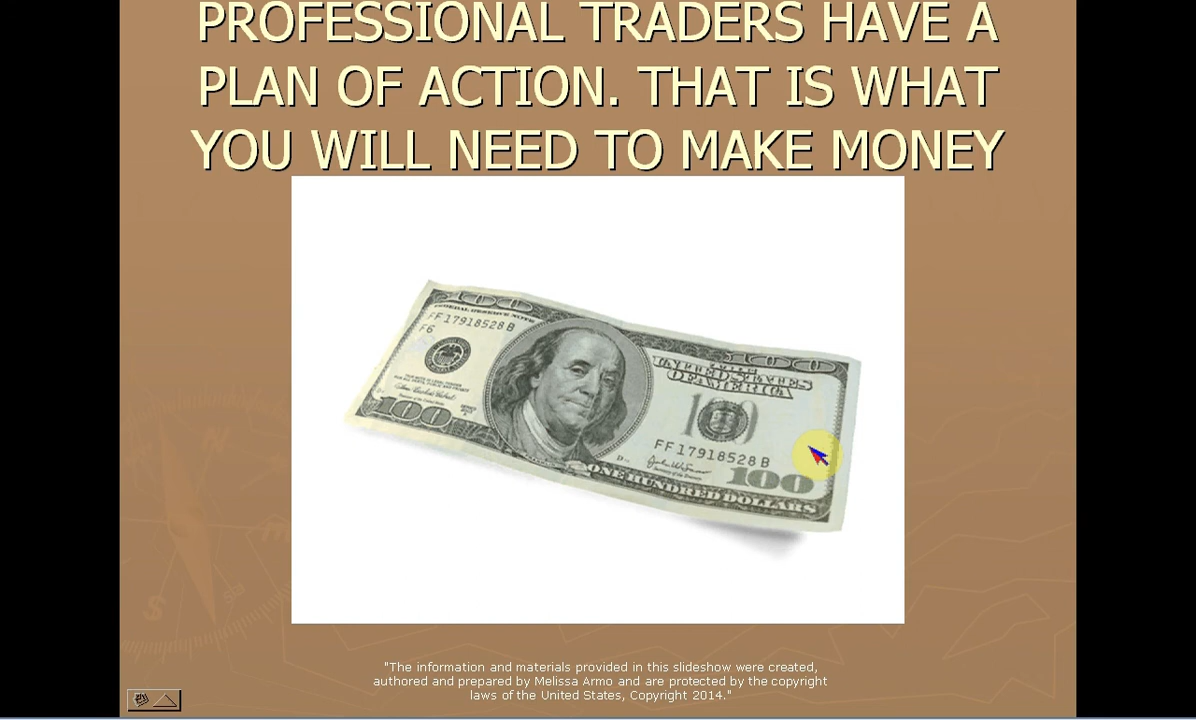 PROFESSIONAL TRADERS HAVE A
PLAN OF ACTION. THAT IS WHAT
YOU WILL NEED TO MAKE MONEY
100
FEDERAL RESERVE NOTE
FF17918528B
F6
100
100
UNITED STATES
OF AMERICA
100
FF17918528B
100
ONE HUNDRED DOLLARS
"The information and materials provided in this slideshow were created,
authored and prepared by Melissa Armo and are protected by the copyright
laws of the United States, Copyright 2014."